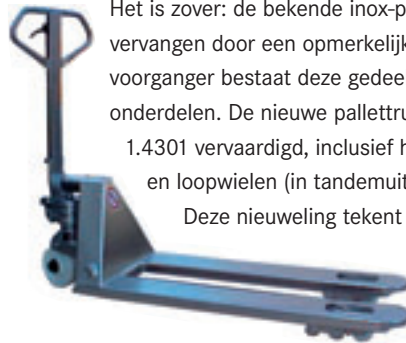 Het is zover: de bekende inox-p
vervangen door een opmerkelijk
voorganger bestaat deze gedee
onderdelen. De nieuwe pallettru
1.4301 vervaardigd, inclusief h
en loopwielen (in tandemuit
Deze nieuweling tekent